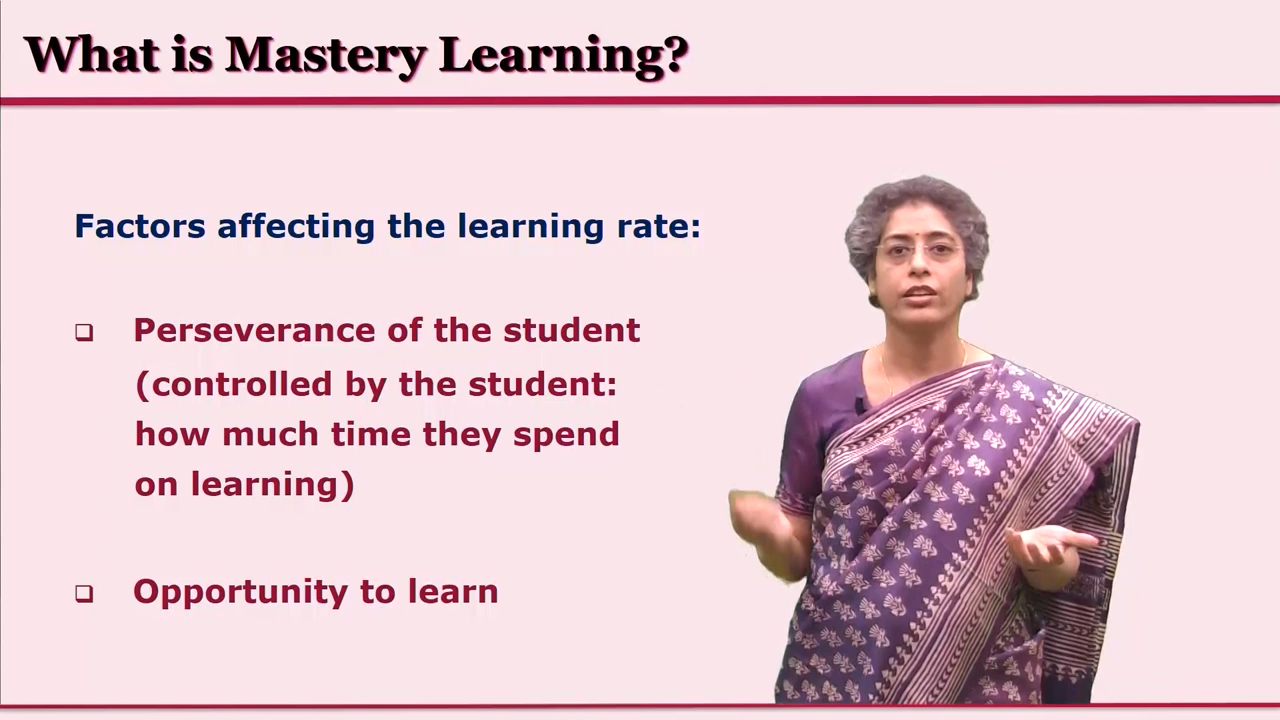 What is Mastery Learning?
Factors affecting the learning rate:
❑ Perseverance of the student
(controlled by the student:
how much time they spend
on learning)
❑ Opportunity to learn